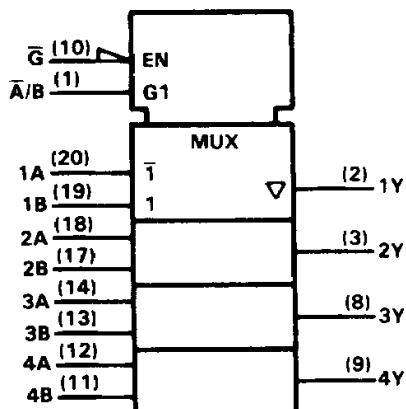 G̅ (10) EN
A̅/B (1) G1
MUX
1A (20) 1̅
1B (19) 1
▽ (2) 1Y
2A (18)
2B (17)
(3) 2Y
3A (14)
3B (13)
(8) 3Y
4A (12)
4B (11)
(9) 4Y